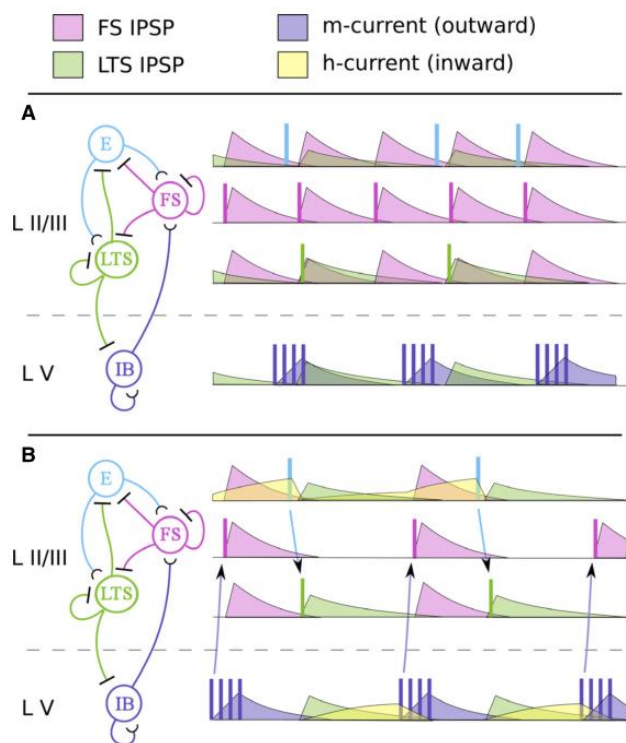 FS IPSP
m-current (outward)
LTS IPSP
h-current (inward)
A
E
FS
L II/III
LTS
L V
IB
B
E
FS
L II/III
LTS
L V
IB